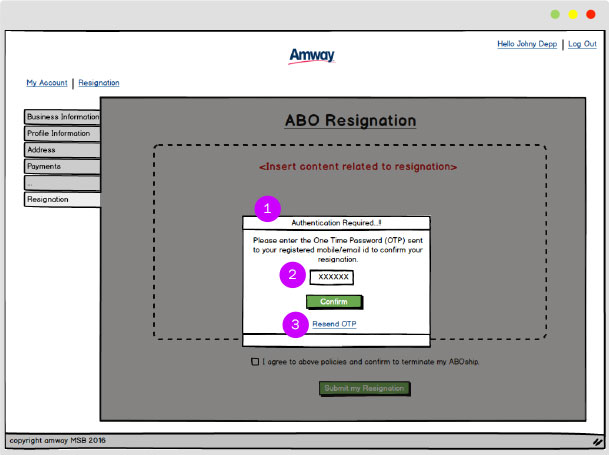 Hello Johny Depp | Log Out
Amway
My Account | Resignation
Business Information
Profile Information
Address
Payments
...
Resignation
ABO Resignation
<Insert content related to resignation>
1
Authentication Required..!!
Please enter the One Time Password (OTP) sent
to your registered mobile/email id to confirm your
resignation.
2
XXXXXX
Confirm
3
Resend OTP
I agree to above policies and confirm to terminate my ABOship.
Submit my Resignation
copyright amway MSB 2016